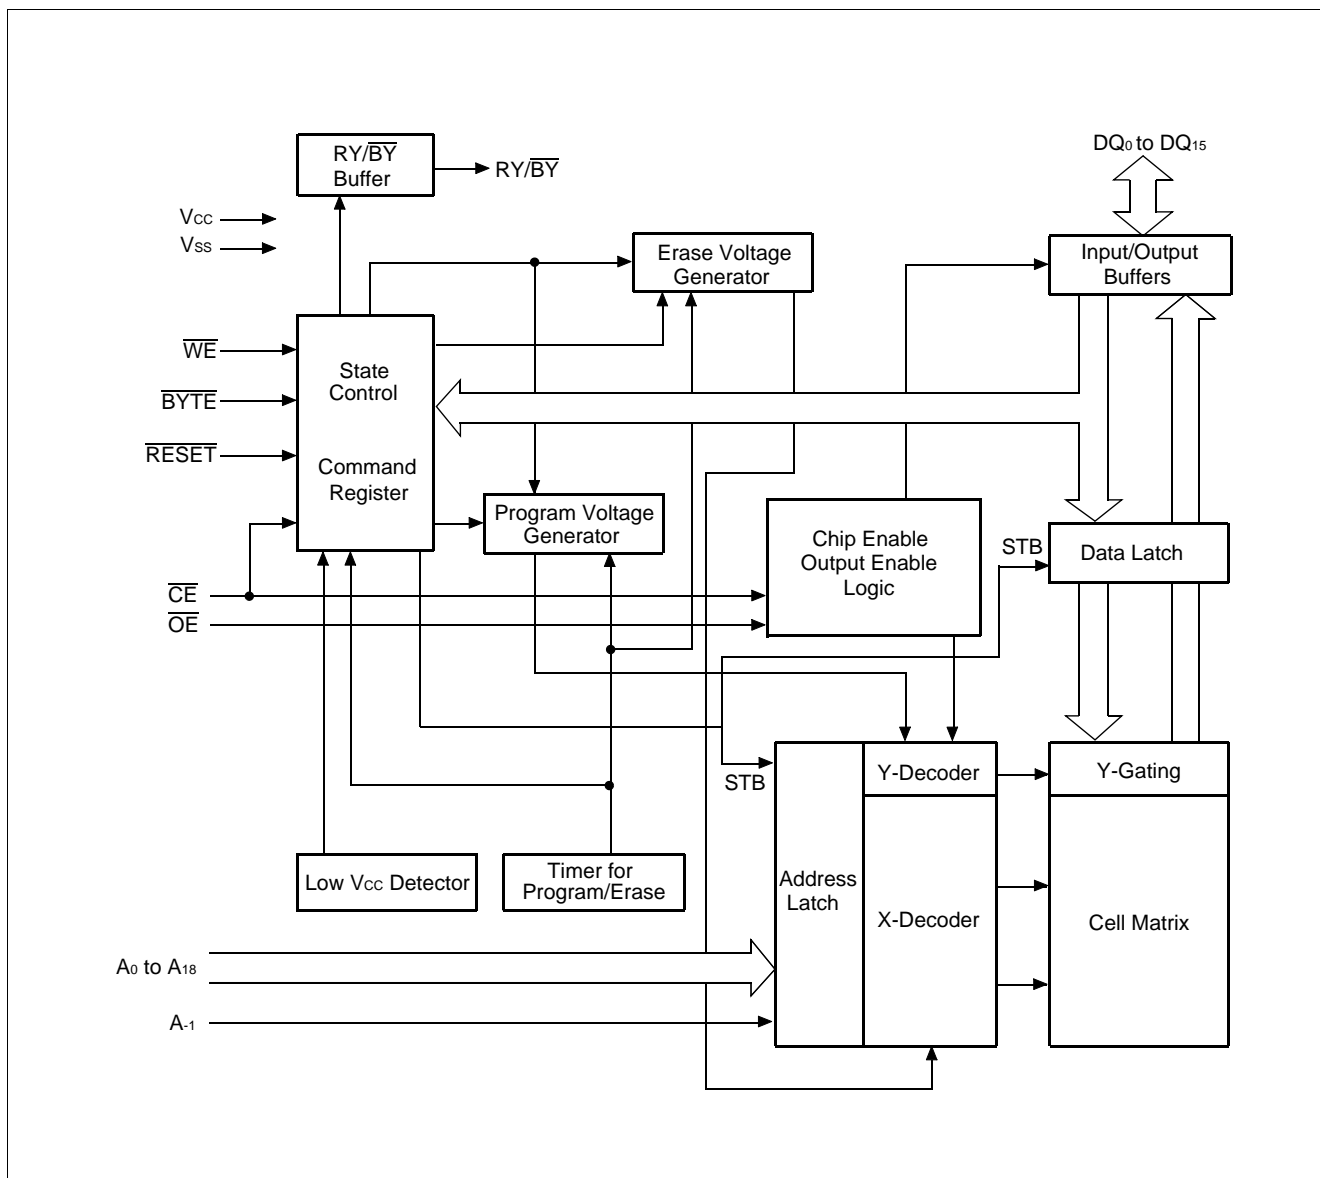 RY/BY
Buffer
RY/BY
DQ0 to DQ15
VCC
VSS
Erase Voltage
Generator
Input/Output
Buffers
WE
State
Control
BYTE
RESET
Command
Register
Program Voltage
Generator
Chip Enable
Output Enable
Logic
STB
Data Latch
CE
OE
STB
Y-Decoder
Y-Gating
Low VCC Detector
Timer for
Program/Erase
Address
Latch
X-Decoder
Cell Matrix
A0 to A18
A-1